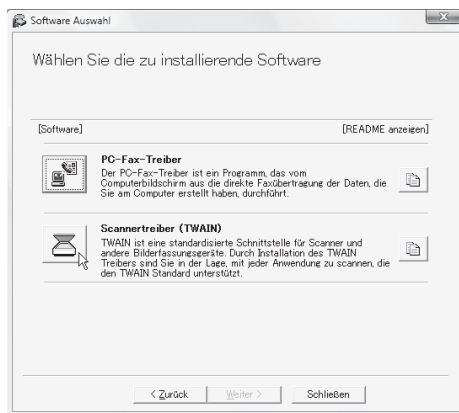 Software Auswahl
Wählen Sie die zu installierende Software
[Software] [README anzeigen]
PC-Fax-Treiber
Der PC-Fax-Treiber ist ein Programm, das vom
Computerbildschirm aus die direkte Faxübertragung der Daten, die
Sie am Computer erstellt haben, durchführt.
Scannertreiber (TWAIN)
TWAIN ist eine standardisierte Schnittstelle für Scanner und
andere Bilderfassungsgeräte. Durch Installation des TWAIN
Treibers sind Sie in der Lage, mit jeder Anwendung zu scannen, die
den TWAIN Standard unterstützt.
< Zurück Weiter > Schließen